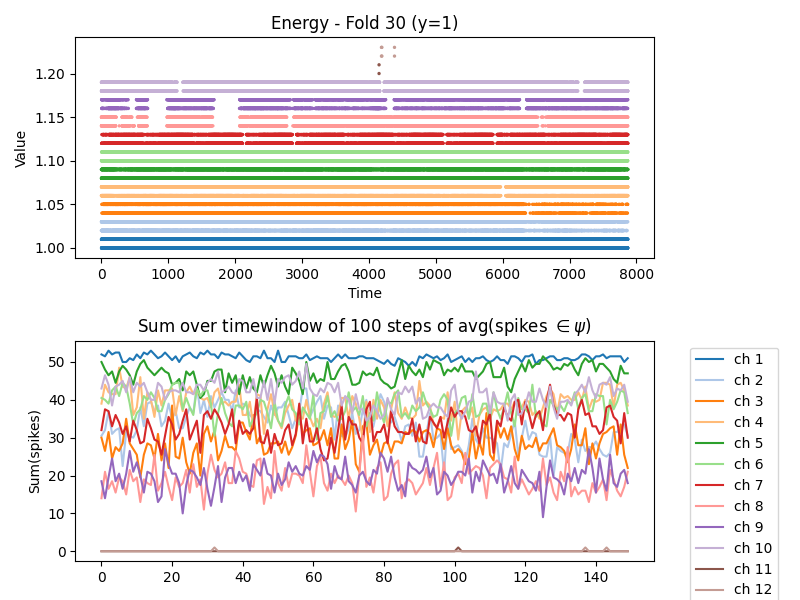 Energy - Fold 30 (y=1)
Value
1.20
1.15
1.10
1.05
1.00
0 1000 2000 3000 4000 5000 6000 7000 8000
Time
Sum over timewindow of 100 steps of avg(spikes ∈ ψ)
Sum(spikes)
50
40
30
20
10
0
0 20 40 60 80 100 120 140
ch 1
ch 2
ch 3
ch 4
ch 5
ch 6
ch 7
ch 8
ch 9
ch 10
ch 11
ch 12